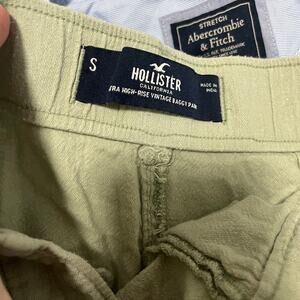 STRETCH
Abercrombie
& Fitch
S
HOLLISTER
CALIFORNIA
TRA HIGH-RISE VINTAGE BAGGY PAN
MADE IN
INDIA